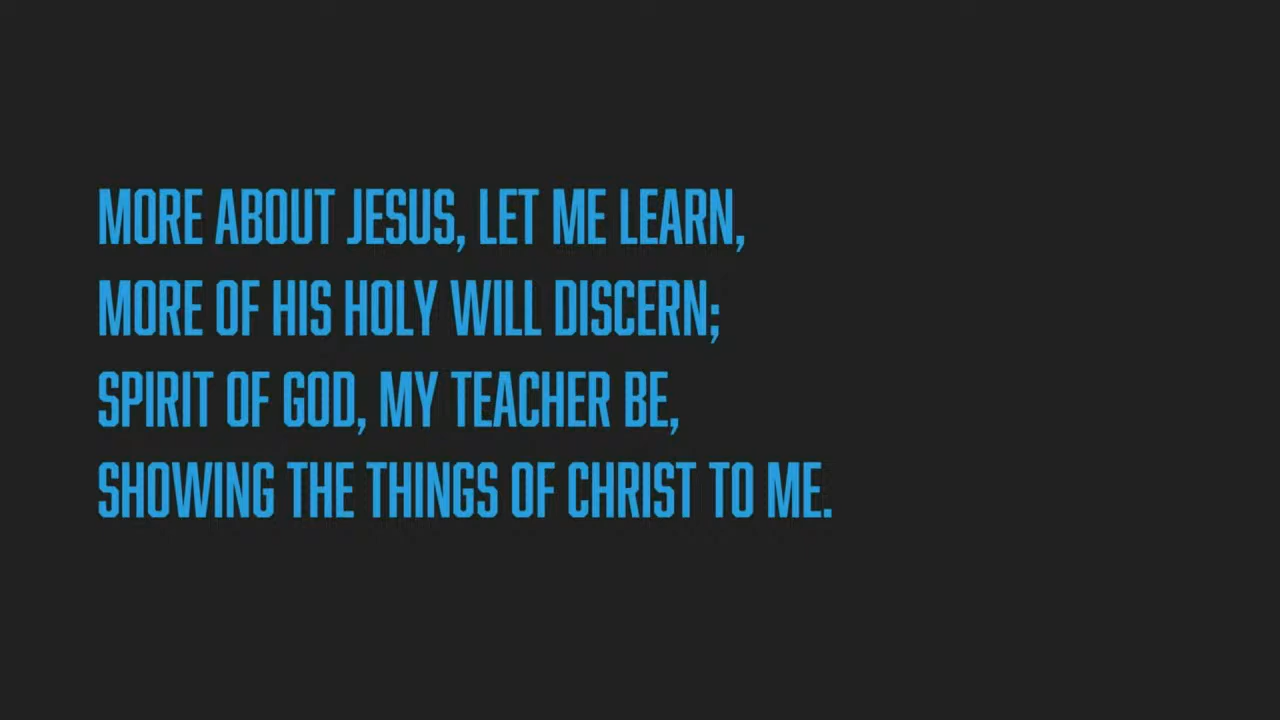 MORE ABOUT JESUS, LET ME LEARN,
MORE OF HIS HOLY WILL DISCERN;
SPIRIT OF GOD, MY TEACHER BE,
SHOWING THE THINGS OF CHRIST TO ME.